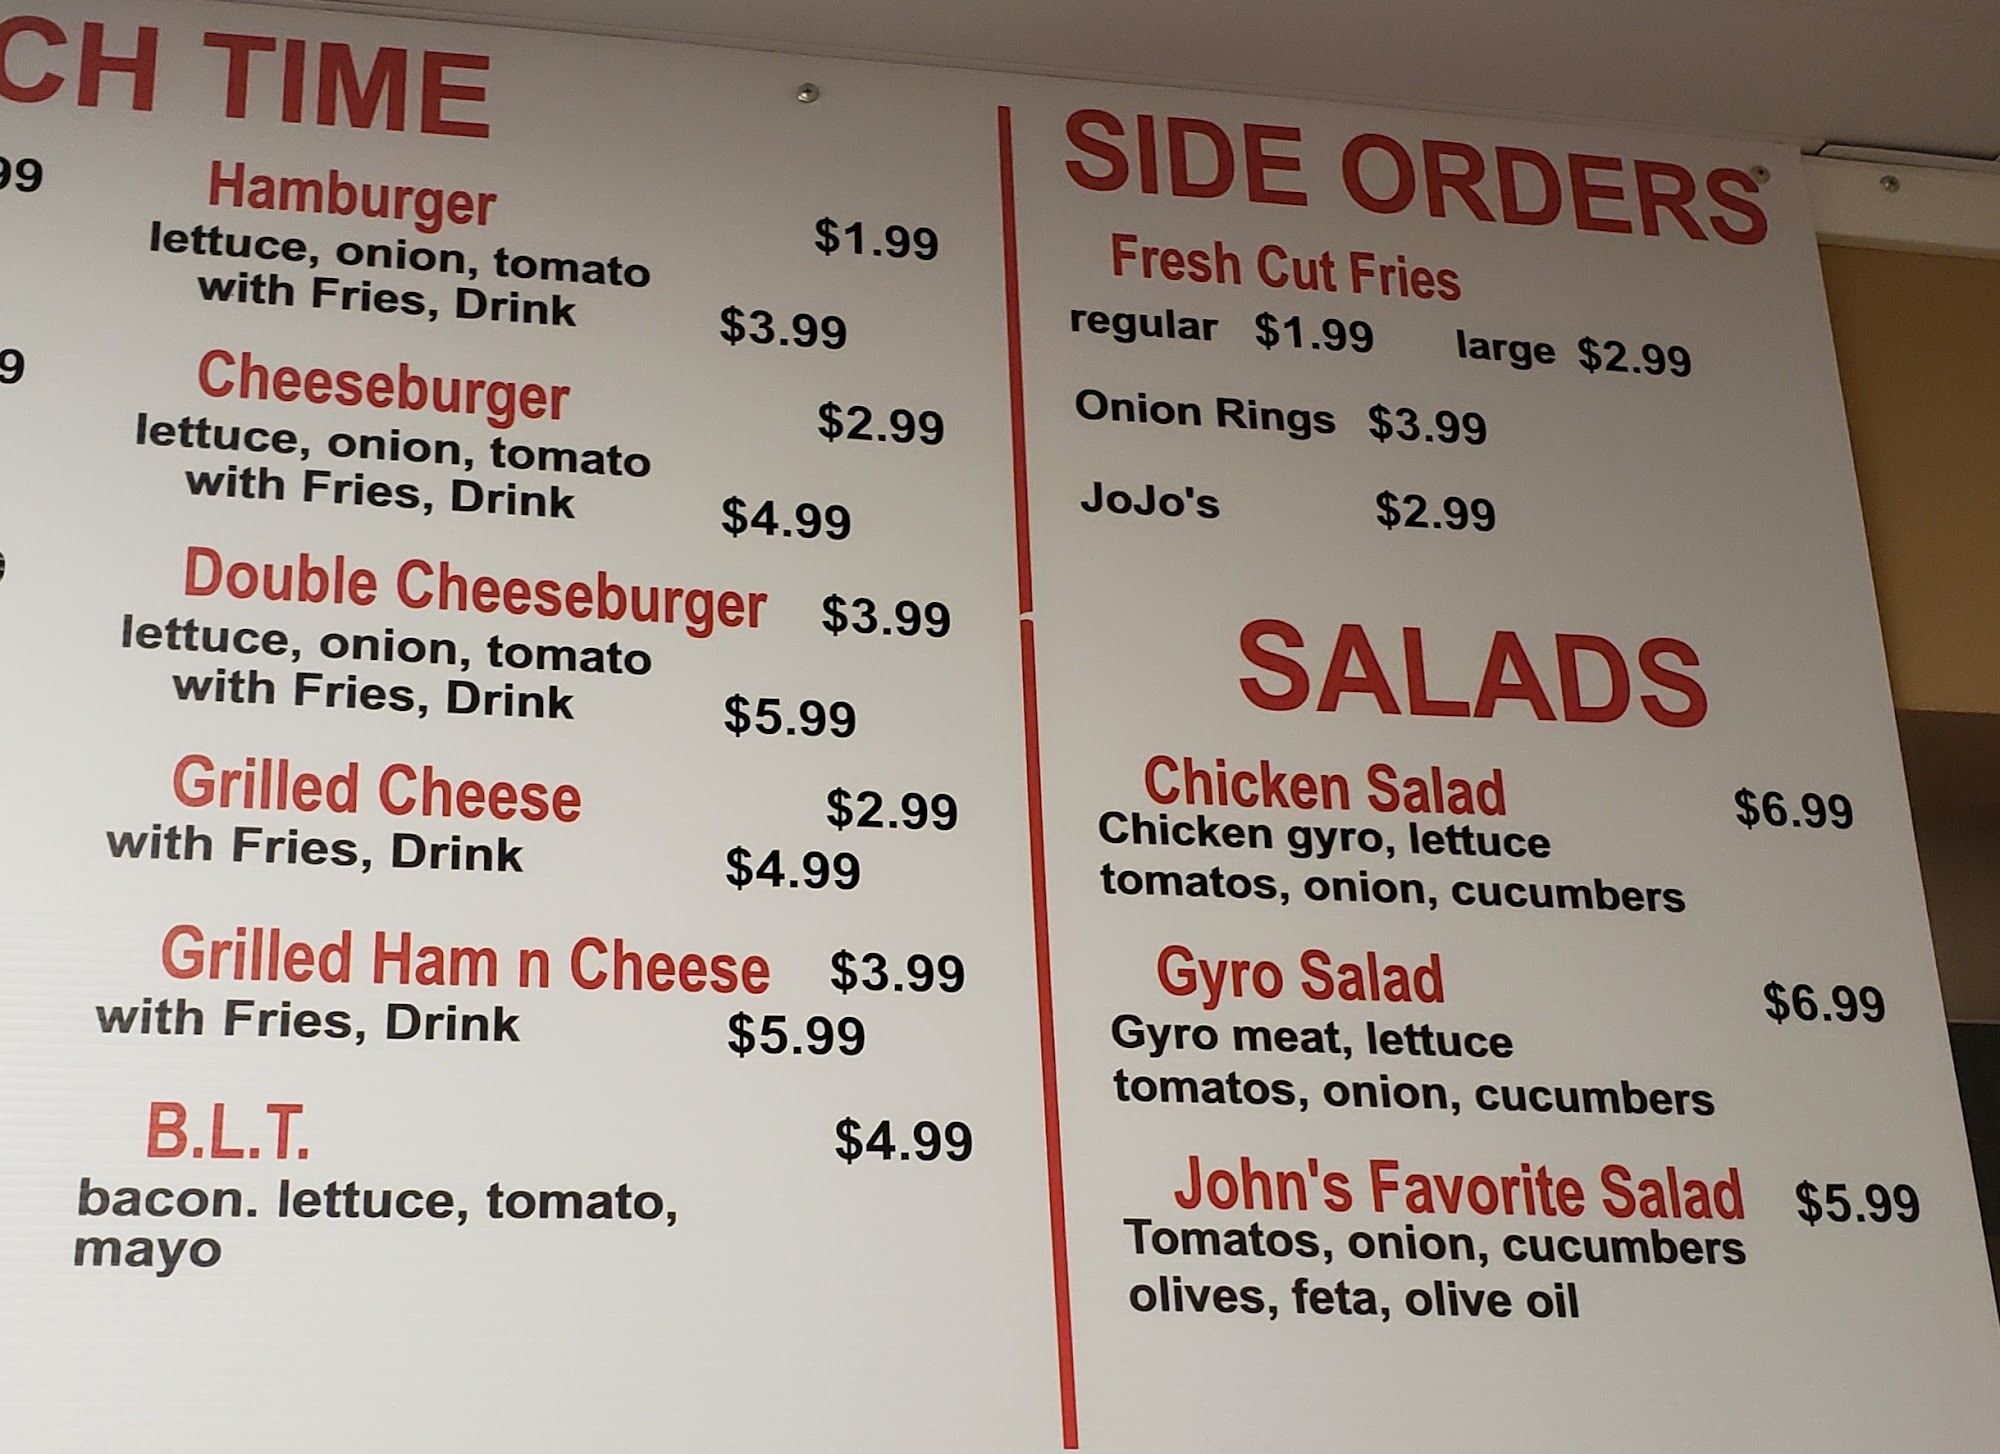 CH TIME
99
Hamburger
lettuce, onion, tomato $1.99
with Fries, Drink $3.99
9
Cheeseburger
lettuce, onion, tomato $2.99
with Fries, Drink $4.99
Double Cheeseburger $3.99
lettuce, onion, tomato
with Fries, Drink $5.99
Grilled Cheese $2.99
with Fries, Drink $4.99
Grilled Ham n Cheese $3.99
with Fries, Drink $5.99
B.L.T. $4.99
bacon. lettuce, tomato,
mayo
SIDE ORDERS
Fresh Cut Fries
regular $1.99 large $2.99
Onion Rings $3.99
JoJo's $2.99
SALADS
Chicken Salad $6.99
Chicken gyro, lettuce
tomatos, onion, cucumbers
Gyro Salad $6.99
Gyro meat, lettuce
tomatos, onion, cucumbers
John's Favorite Salad $5.99
Tomatos, onion, cucumbers
olives, feta, olive oil